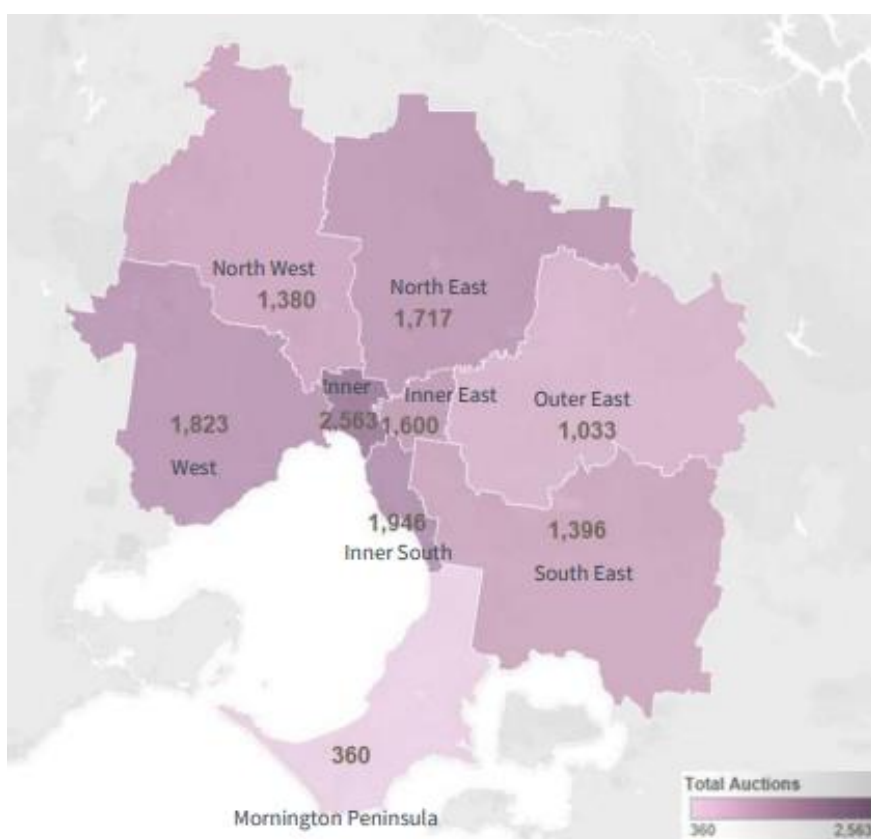 North West
1,380
North East
1,717
Inner
2,563
Inner East
1,600
Outer East
1,033
1,823
West
1,946
Inner South
1,396
South East
360
Mornington Peninsula
Total Auctions
360
2,563